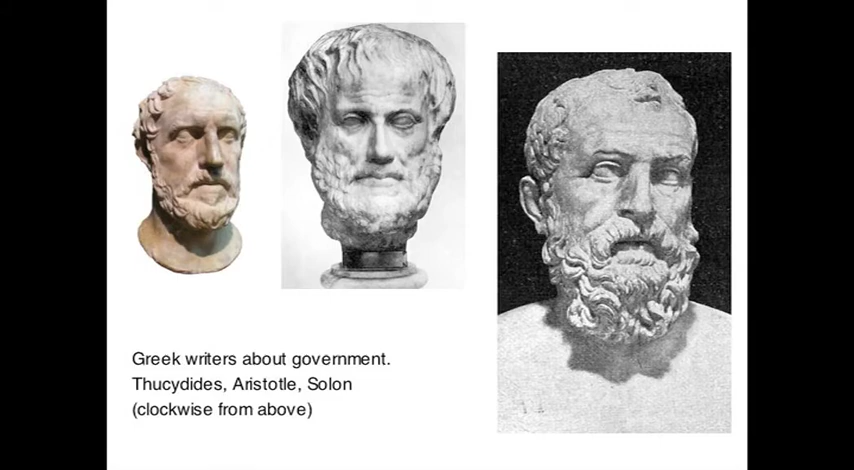 Greek writers about government.
Thucydides, Aristotle, Solon
(clockwise from above)